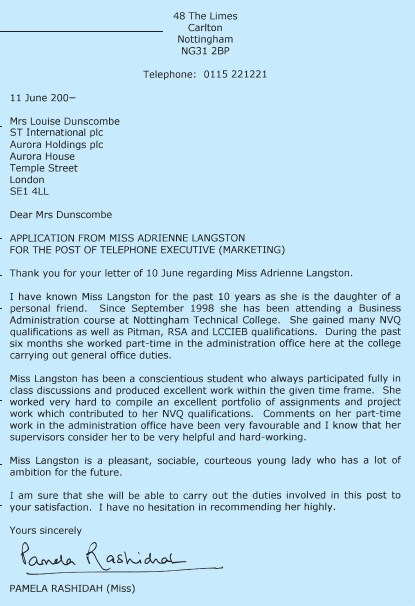 48 The Limes
Carlton
Nottingham
NG31 2BP
Telephone: 0115 221221
11 June 200–
Mrs Louise Dunscombe
ST International plc
Aurora Holdings plc
Aurora House
Temple Street
London
SE1 4LL
Dear Mrs Dunscombe
APPLICATION FROM MISS ADRIENNE LANGSTON
FOR THE POST OF TELEPHONE EXECUTIVE (MARKETING)
Thank you for your letter of 10 June regarding Miss Adrienne Langston.
I have known Miss Langston for the past 10 years as she is the daughter of a
personal friend. Since September 1998 she has been attending a Business
Administration course at Nottingham Technical College. She gained many NVQ
qualifications as well as Pitman, RSA and LCCIEB qualifications. During the past
six months she worked part-time in the administration office here at the college
carrying out general office duties.
Miss Langston has been a conscientious student who always participated fully in
class discussions and produced excellent work within the given time frame. She
worked very hard to compile an excellent portfolio of assignments and project
work which contributed to her NVQ qualifications. Comments on her part-time
work in the administration office have been very favourable and I know that her
supervisors consider her to be very helpful and hard-working.
Miss Langston is a pleasant, sociable, courteous young lady who has a lot of
ambition for the future.
I am sure that she will be able to carry out the duties involved in this post to
your satisfaction. I have no hesitation in recommending her highly.
Yours sincerely
Pamela Rashidah
PAMELA RASHIDAH (Miss)